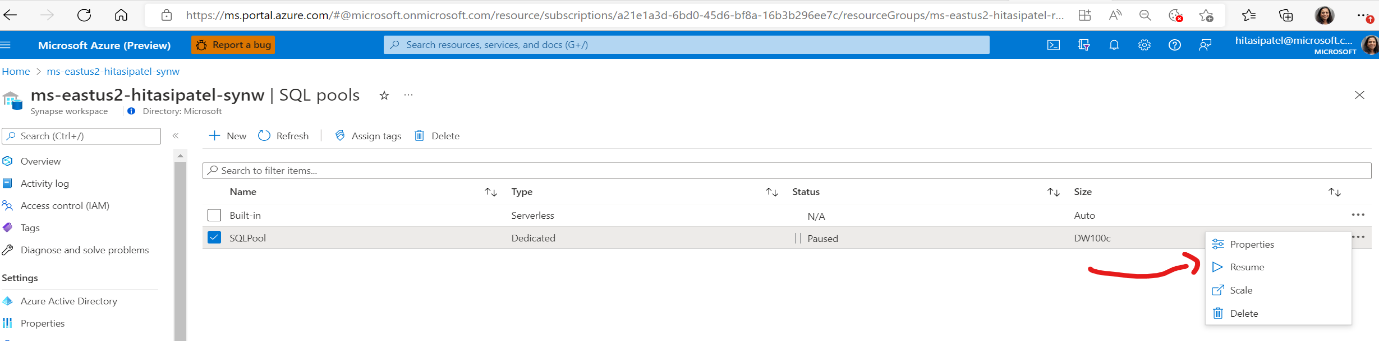 https://ms.portal.azure.com/#@microsoft.onmicrosoft.com/resource/subscriptions/a21e1a3d-6bd0-45d6-bf8a-16b3b296ee7c/resourceGroups/ms-eastus2-hitasipatel-r...
Microsoft Azure (Preview)
Report a bug
Search resources, services, and docs (G+/)
hitasipatel@microsoft.c...
MICROSOFT
Home > ms-eastus2-hitasipatel-synw
ms-eastus2-hitasipatel-synw | SQL pools
Synapse workspace
Directory: Microsoft
Search (Ctrl+/)
New Refresh Assign tags Delete
Overview
Activity log
Access control (IAM)
Tags
Diagnose and solve problems
Settings
Azure Active Directory
Properties
Search to filter items...
Name Type Status Size
Built-in Serverless N/A Auto
SQLPool Dedicated Paused DW100c
Properties
Resume
Scale
Delete